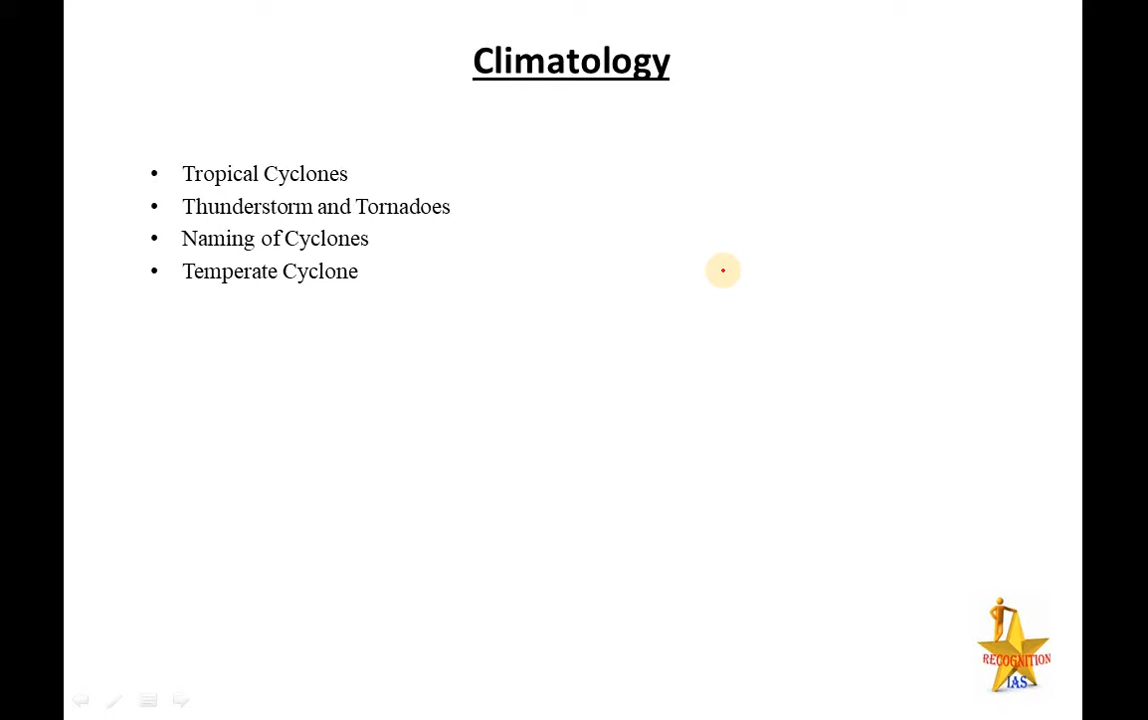 Climatology
• Tropical Cyclones
• Thunderstorm and Tornadoes
• Naming of Cyclones
• Temperate Cyclone
RECOGNITION
IAS